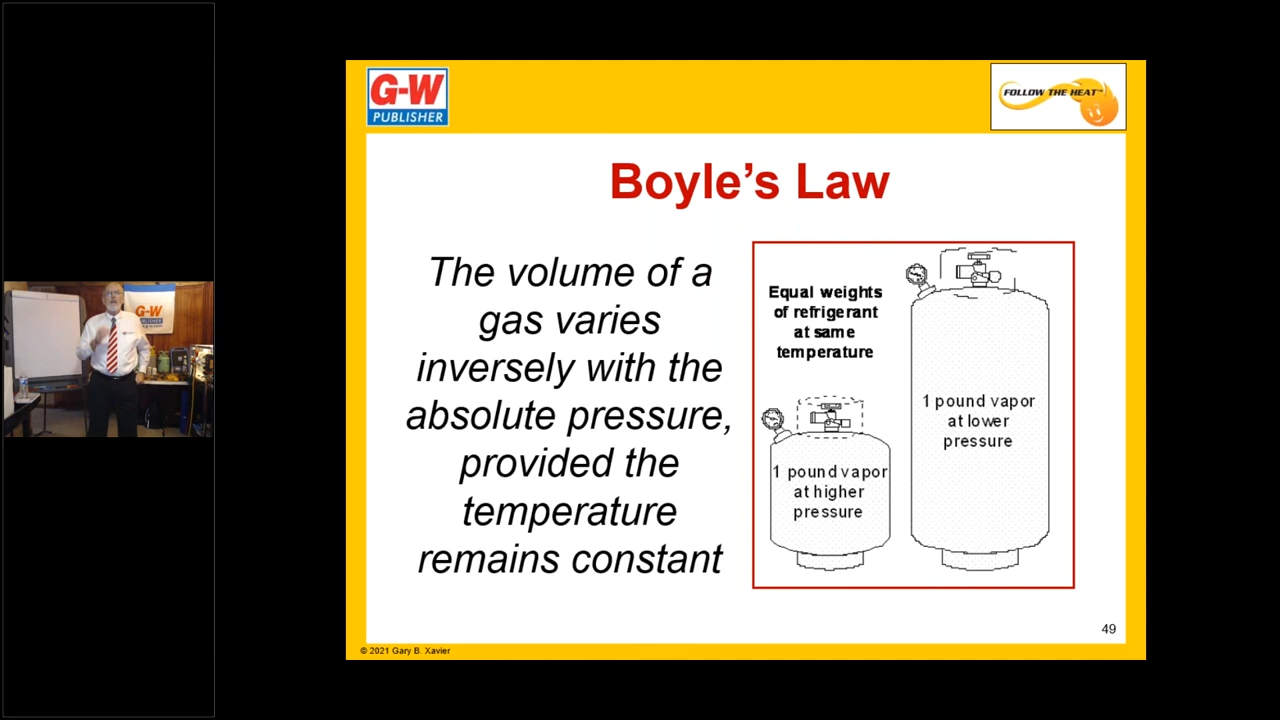 G-W
PUBLISHER
FOLLOW THE HEAT™
Boyle's Law
The volume of a
gas varies
inversely with the
absolute pressure,
provided the
temperature
remains constant
Equal weights
of refrigerant
at same
temperature
1 pound vapor
at higher
pressure
1 pound vapor
at lower
pressure
49
© 2021 Gary B. Xavier
G-W
PUBLISHER